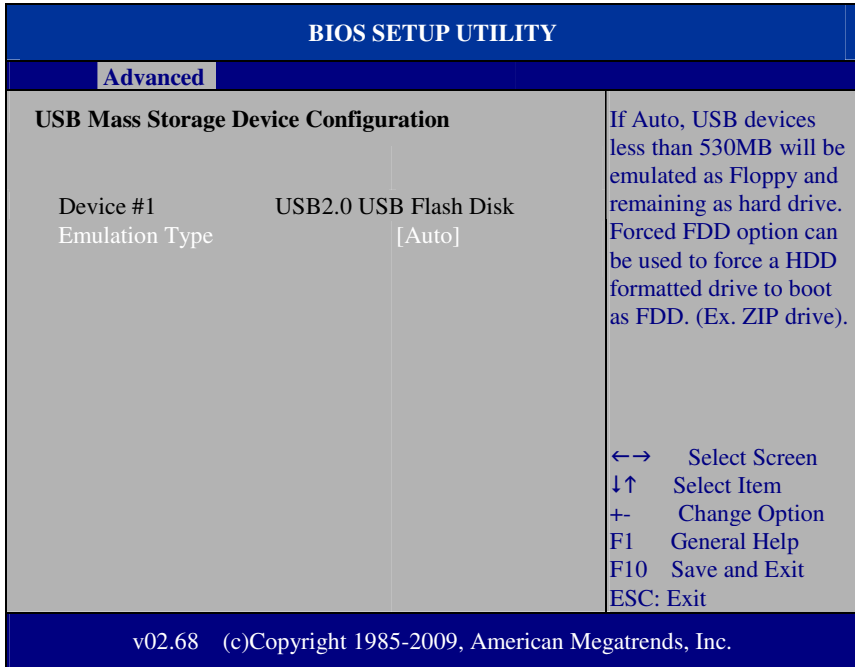 BIOS SETUP UTILITY
Advanced
USB Mass Storage Device Configuration
Device #1 USB2.0 USB Flash Disk
Emulation Type [Auto]
If Auto, USB devices
less than 530MB will be
emulated as Floppy and
remaining as hard drive.
Forced FDD option can
be used to force a HDD
formatted drive to boot
as FDD. (Ex. ZIP drive).
←→ Select Screen
↓↑ Select Item
+- Change Option
F1 General Help
F10 Save and Exit
ESC: Exit
v02.68 (c)Copyright 1985-2009, American Megatrends, Inc.